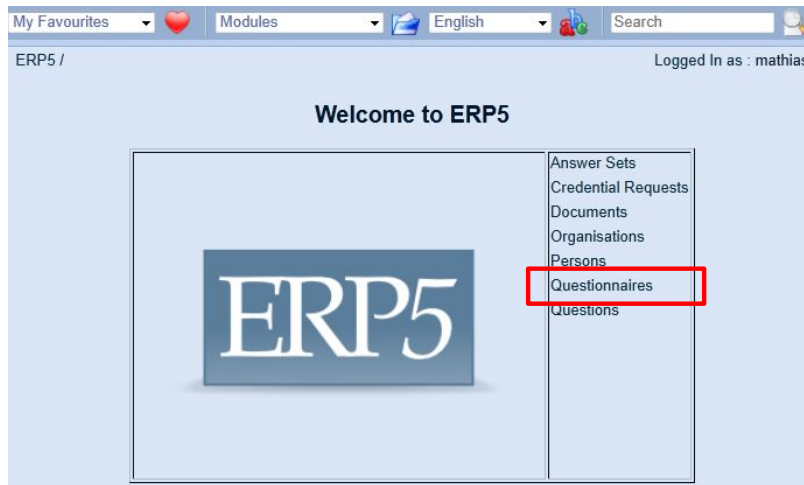 My Favourites Modules English Search
ERP5 / Logged In as : mathias
Welcome to ERP5
Answer Sets
Credential Requests
Documents
Organisations
Persons
Questionnaires
Questions
ERP5